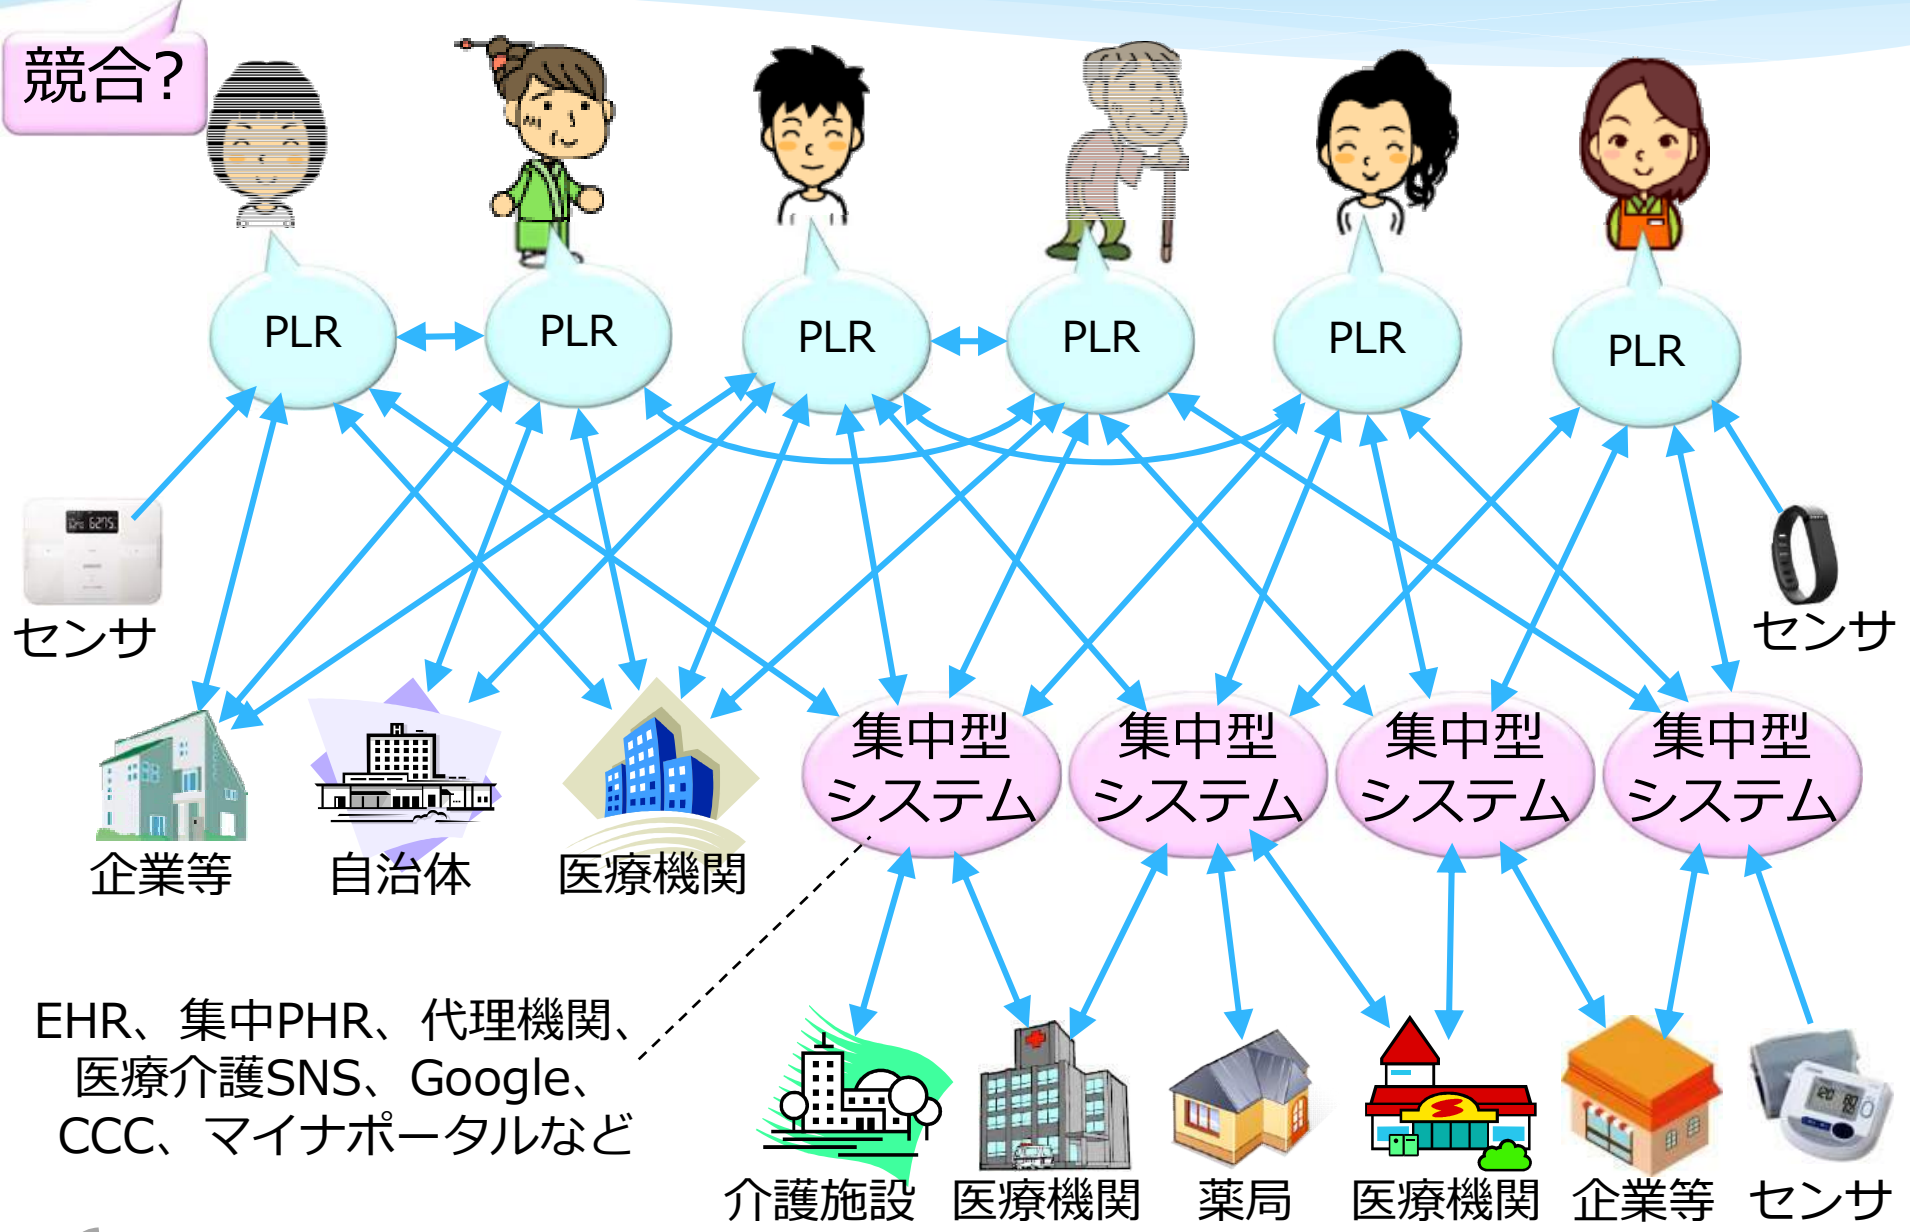 競合?
PLR
PLR
PLR
PLR
PLR
PLR
センサ
センサ
企業等
自治体
医療機関
集中型
システム
集中型
システム
集中型
システム
集中型
システム
EHR、集中PHR、代理機関、
医療介護SNS、Google、
CCC、マイナポータルなど
介護施設
医療機関
薬局
医療機関
企業等
センサ